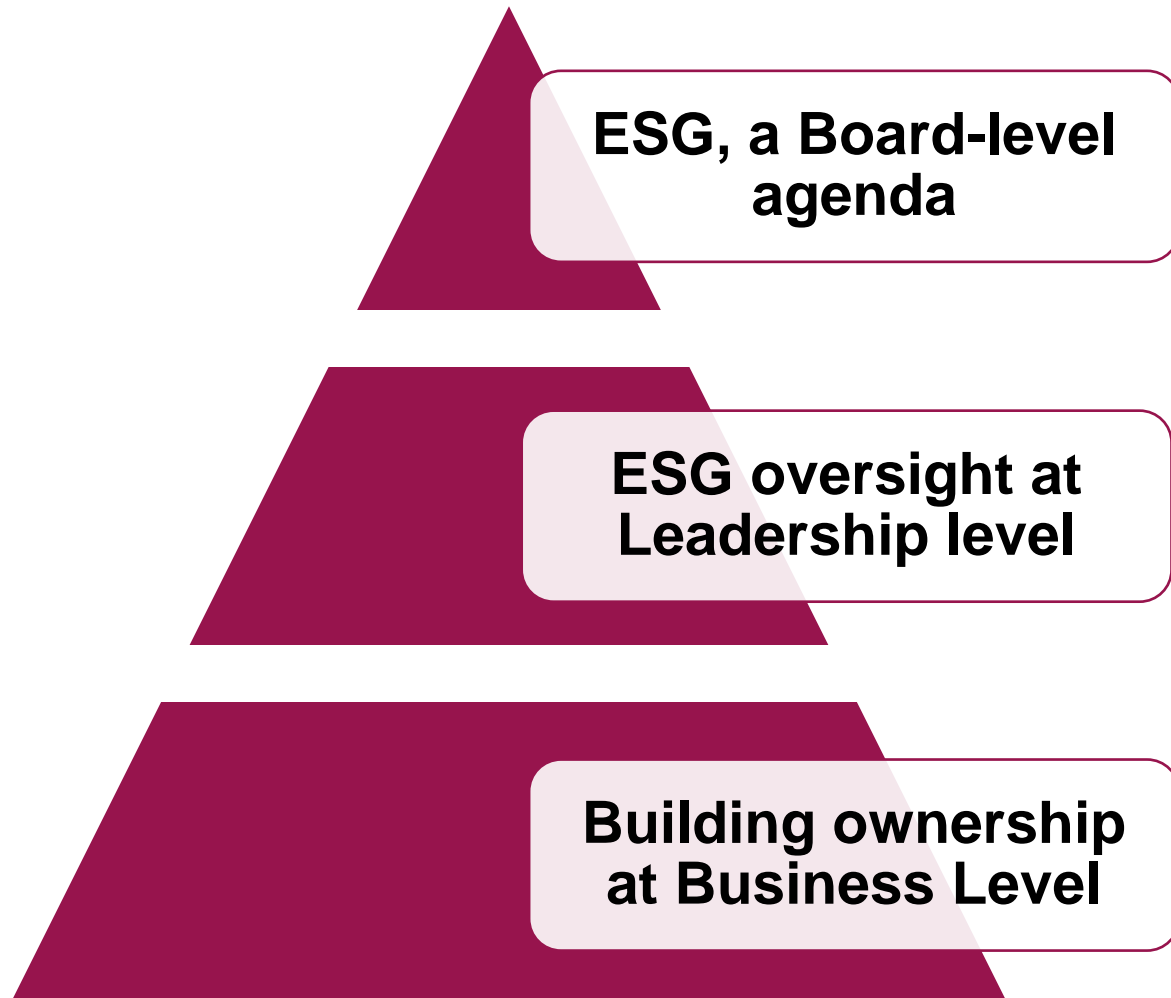 ESG, a Board-level
agenda
ESG oversight at
Leadership level
Building ownership
at Business Level